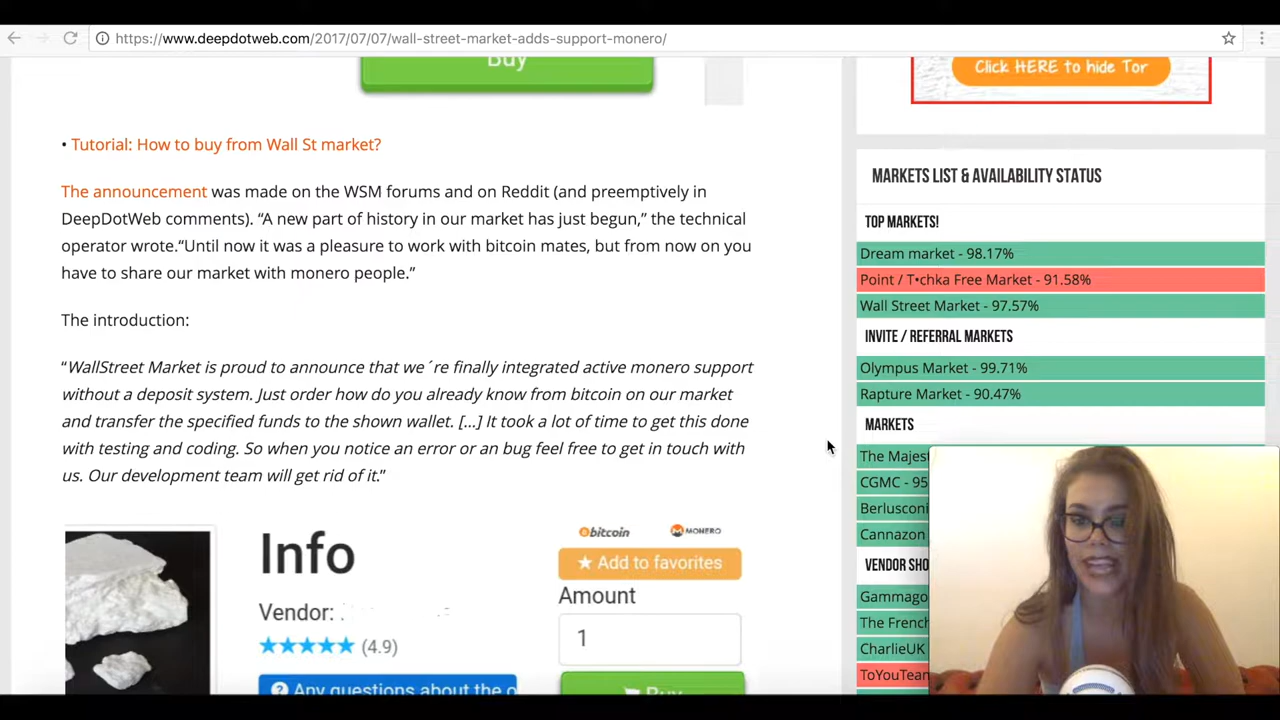 https://www.deepdotweb.com/2017/07/07/wall-street-market-adds-support-monero/
Buy
• Tutorial: How to buy from Wall St market?
The announcement was made on the WSM forums and on Reddit (and preemptively in
DeepDotWeb comments). “A new part of history in our market has just begun,” the technical
operator wrote.“Until now it was a pleasure to work with bitcoin mates, but from now on you
have to share our market with monero people.”
The introduction:
“WallStreet Market is proud to announce that we´re finally integrated active monero support
without a deposit system. Just order how do you already know from bitcoin on our market
and transfer the specified funds to the shown wallet. [...] It took a lot of time to get this done
with testing and coding. So when you notice an error or an bug feel free to get in touch with
us. Our development team will get rid of it.”
Info
Vendor:
(4.9)
Any questions about the o
bitcoin
MONERO
★ Add to favorites
Amount
1
Buy
Click HERE to hide Tor
MARKETS LIST & AVAILABILITY STATUS
TOP MARKETS!
Dream market - 98.17%
Point / T•chka Free Market - 91.58%
Wall Street Market - 97.57%
INVITE / REFERRAL MARKETS
Olympus Market - 99.71%
Rapture Market - 90.47%
MARKETS
The Majest
CGMC - 95
Berlusconi
Cannazon
VENDOR SHO
Gammago
The French
CharlieUK
ToYouTeam